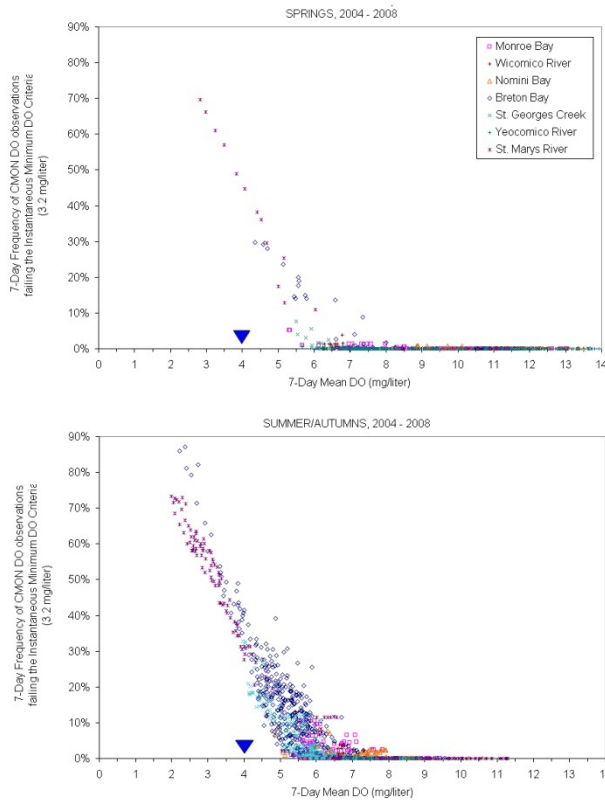 SPRINGS, 2004 - 2008
7-Day Frequency of CMON DO observations
failing the Instantaneous Minimum DO Criteria
(3.2 mg/liter)
90%
80%
70%
60%
50%
40%
30%
20%
10%
0%
Monroe Bay
Wicomico River
Nomini Bay
Breton Bay
St. Georges Creek
Yeocomico River
St. Marys River
0 1 2 3 4 5 6 7 8 9 10 11 12 13 14
7-Day Mean DO (mg/liter)
SUMMER/AUTUMNS, 2004 - 2008
7-Day Frequency of CMON DO observations
failing the Instantaneous Minimum DO Criteria
(3.2 mg/liter)
90%
80%
70%
60%
50%
40%
30%
20%
10%
0%
0 1 2 3 4 5 6 7 8 9 10 11 12 13 14
7-Day Mean DO (mg/liter)